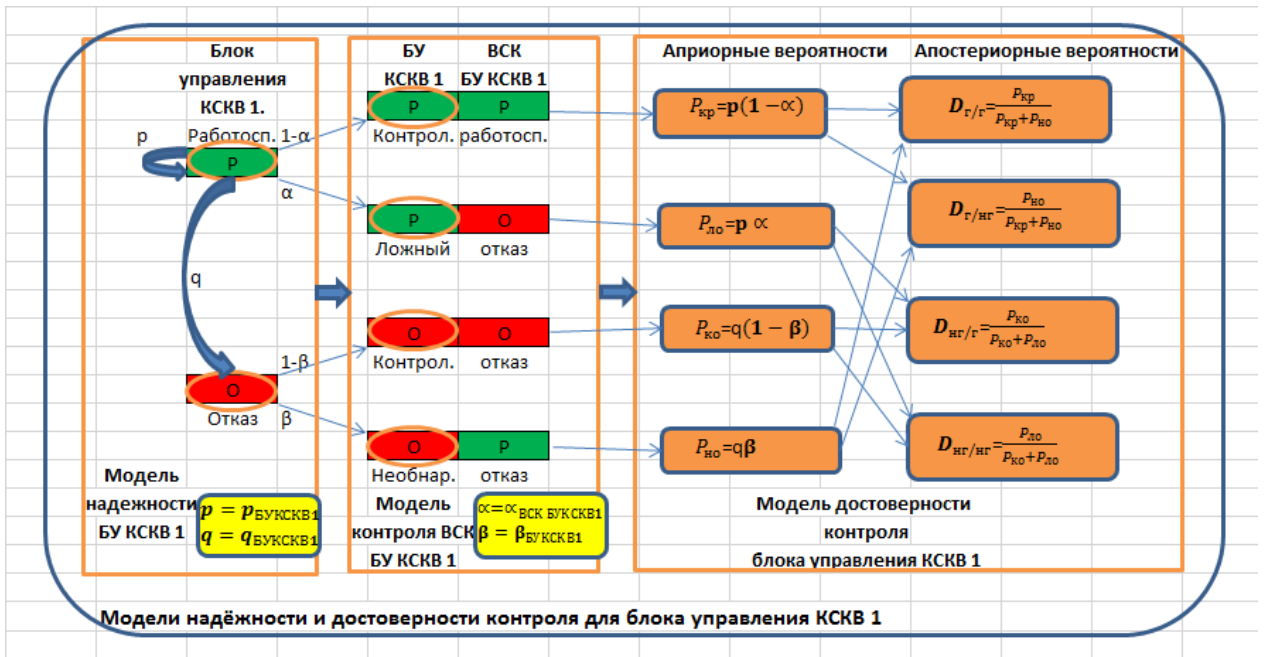 Блок
управления
КСКВ 1.
p
Работосп.
1-α
Р
α
q
1-β
О
Отказ
β
Модель
надежности
БУ КСКВ 1
p = pБУКСКВ1
q = qБУКСКВ1
БУ ВСК
КСКВ 1 БУ КСКВ 1
Р Р
Контрол. работосп.
Р О
Ложный отказ
О О
Контрол. отказ
О Р
Необнар. отказ
Модель
контроля ВСК
БУ КСКВ 1
∝=∝ВСК БУКСКВ1
β = βБУКСКВ1
Априорные вероятности Апостериорные вероятности
Pкр=p(1 −∝)
Pло=p ∝
Pко=q(1 − β)
Pно=qβ
Dг/г=Pкр/(Pкр+Pно)
Dг/нг=Pно/(Pкр+Pно)
Dнг/г=Pко/(Pко+Pло)
Dнг/нг=Pло/(Pко+Pло)
Модель достоверности
контроля
блока управления КСКВ 1
Модели надёжности и достоверности контроля для блока управления КСКВ 1